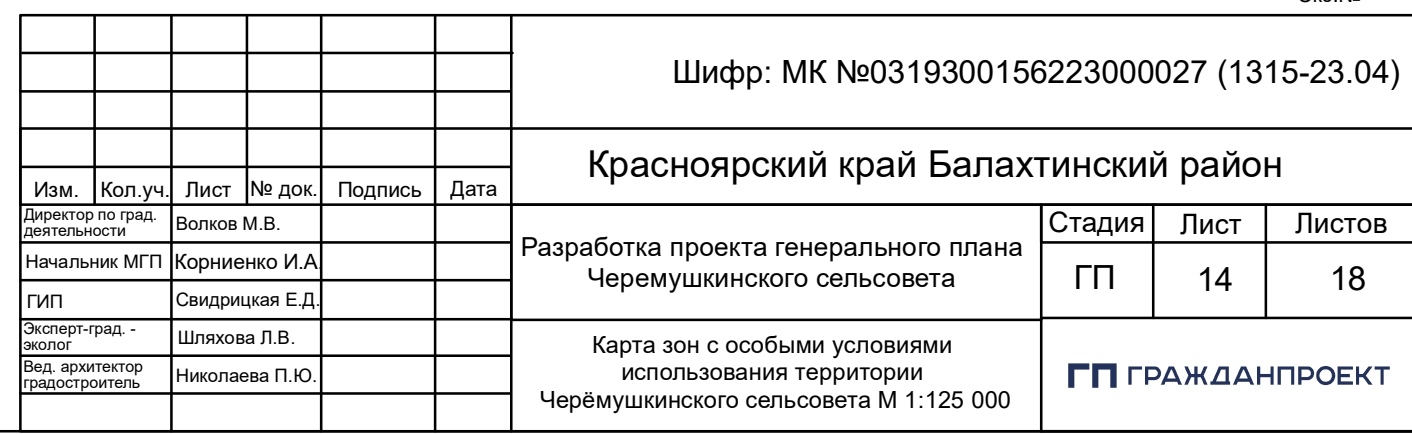 Шифр: МК №0319300156223000027 (1315-23.04)
Красноярский край Балахтинский район
Изм. Кол.уч. Лист № док. Подпись Дата
Директор по град.
деятельности
Волков М.В.
Начальник МГП Корниенко И.А
ГИП Свидрицкая Е.Д.
Эксперт-град. -
эколог
Шляхова Л.В.
Вед. архитектор
градостроитель
Николаева П.Ю.
Разработка проекта генерального плана
Черемушкинского сельсовета
Стадия Лист Листов
ГП 14 18
Карта зон с особыми условиями
использования территории
Черёмушкинского сельсовета М 1:125 000
ГП ГРАЖДАНПРОЕКТ